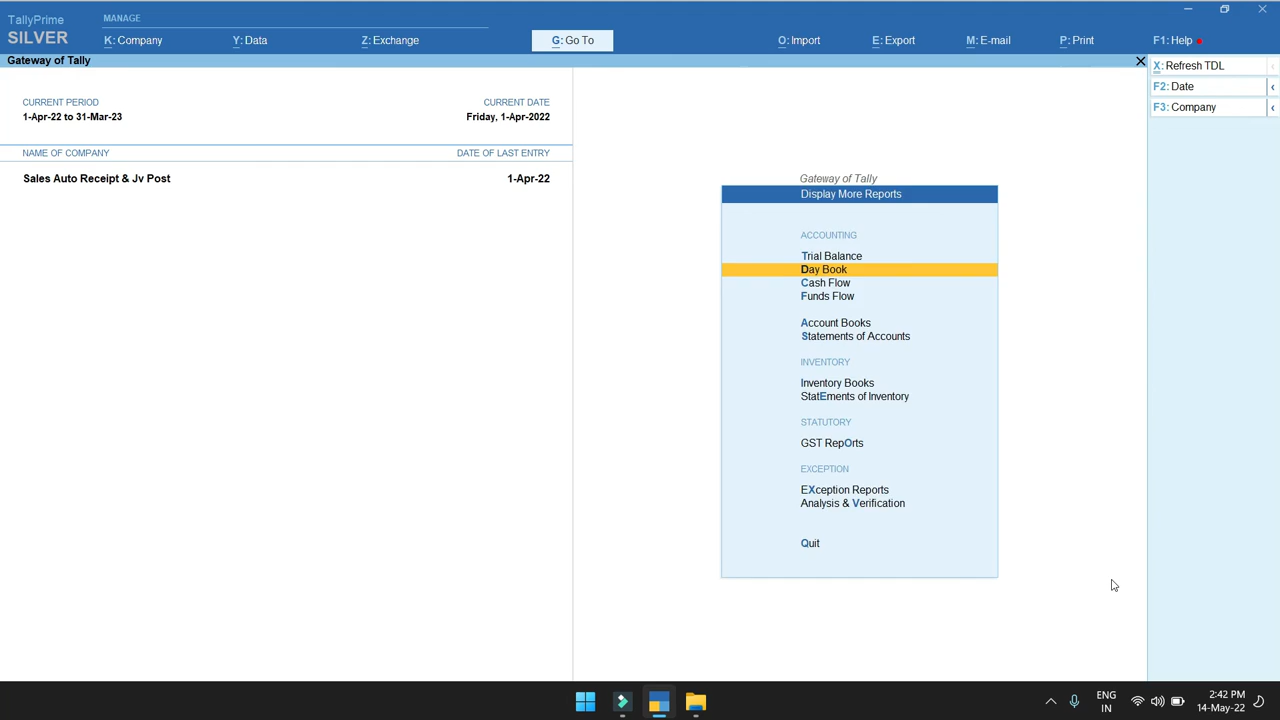 TallyPrime
MANAGE
SILVER
K: Company
Y: Data
Z: Exchange
G: Go To
O: Import
E: Export
M: E-mail
P: Print
F1: Help
Gateway of Tally
X: Refresh TDL
F2: Date
F3: Company
CURRENT PERIOD
CURRENT DATE
1-Apr-22 to 31-Mar-23
Friday, 1-Apr-2022
NAME OF COMPANY
DATE OF LAST ENTRY
Sales Auto Receipt & Jv Post
1-Apr-22
Gateway of Tally
Display More Reports
ACCOUNTING
Trial Balance
Day Book
Cash Flow
Funds Flow
Account Books
Statements of Accounts
INVENTORY
Inventory Books
StatEments of Inventory
STATUTORY
GST RepOrts
EXCEPTION
EXception Reports
Analysis & Verification
Quit
ENG
IN
2:42 PM
14-May-22